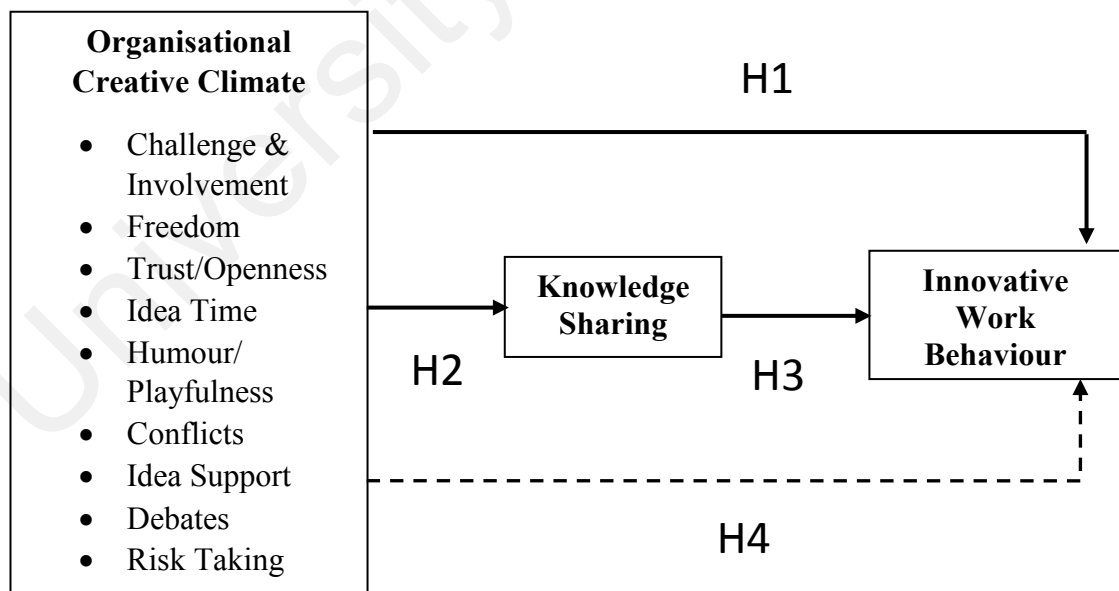 Organisational
Creative Climate
• Challenge &
Involvement
• Freedom
• Trust/Openness
• Idea Time
• Humour/
Playfulness
• Conflicts
• Idea Support
• Debates
• Risk Taking
H1
H2
Knowledge
Sharing
H3
Innovative
Work
Behaviour
H4
University